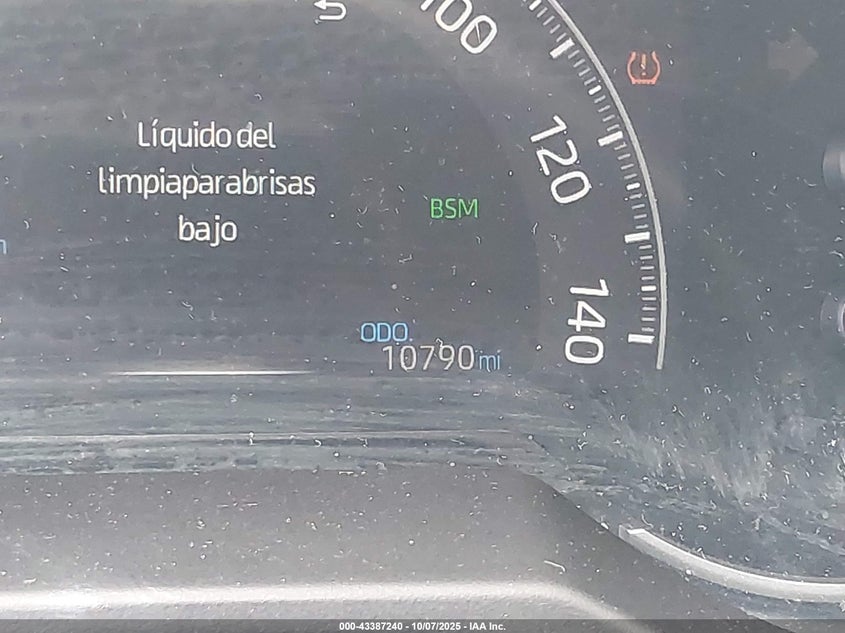 100
Líquido del
limpiaparabrisas
bajo
120
BSM
140
ODO.
10790 mi
000-43387240 - 10/07/2025 - IAA Inc.